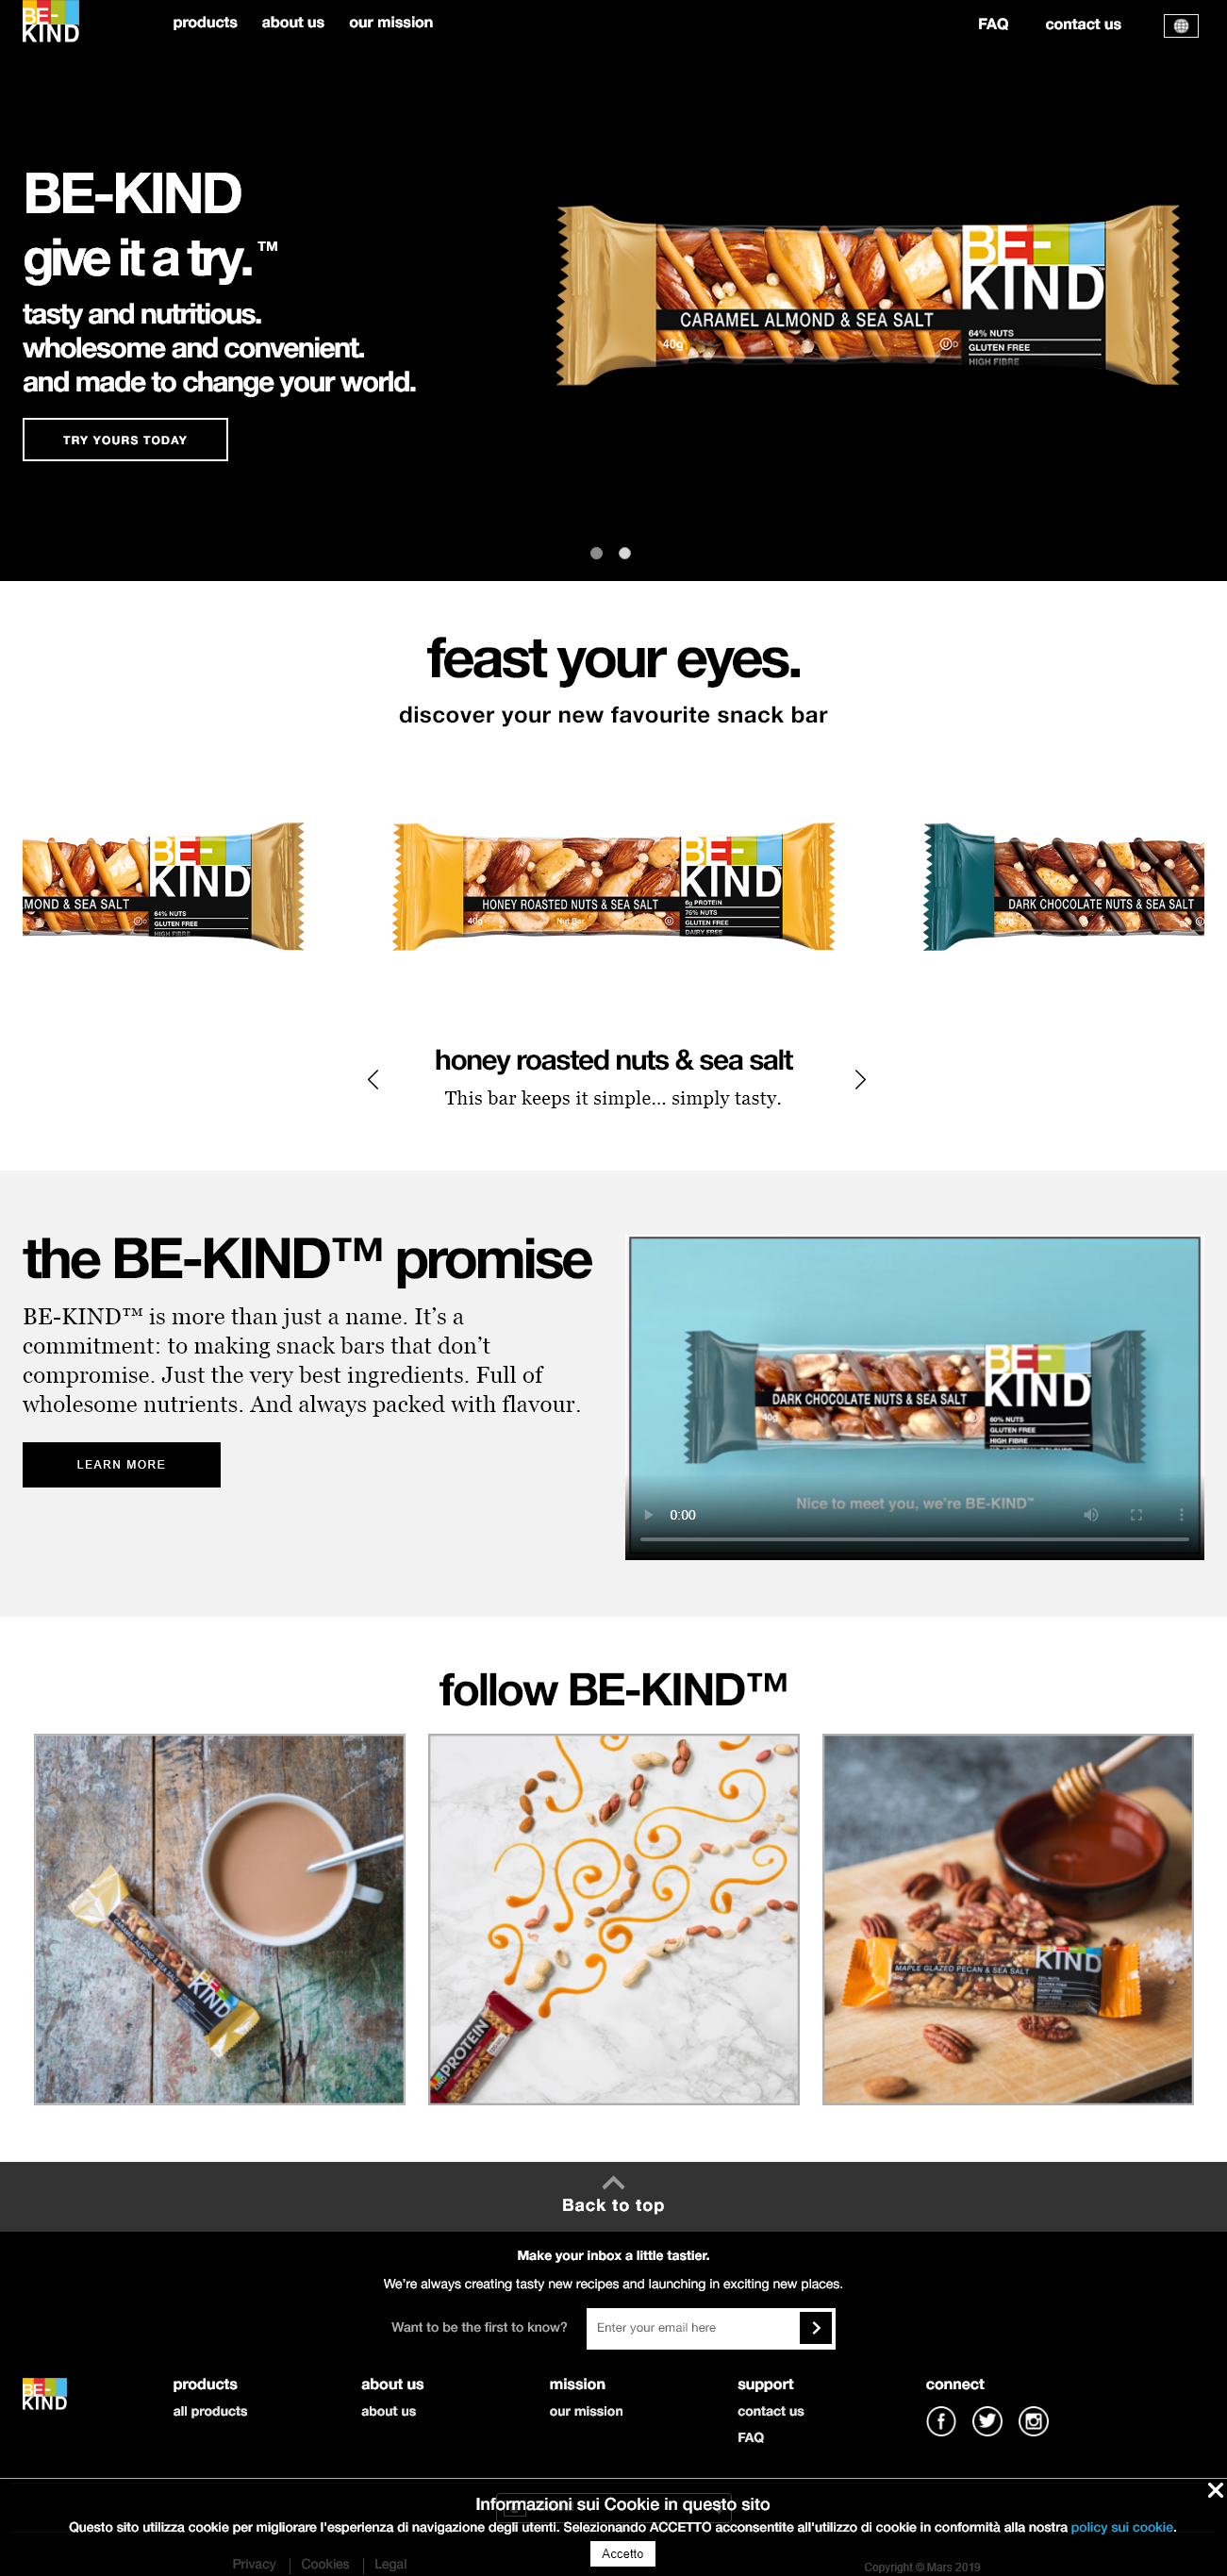 BE-KIND
products about us our mission
FAQ contact us
BE-KIND
give it a try.™
tasty and nutritious.
wholesome and convenient.
and made to change your world.
TRY YOURS TODAY
BE-KIND™
CARAMEL ALMOND & SEA SALT
40g
64% NUTS
GLUTEN FREE
HIGH FIBRE
feast your eyes.
discover your new favourite snack bar
BE-KIND
MOND & SEA SALT
64% NUTS
GLUTEN FREE
HIGH FIBRE
BE-KIND
HONEY ROASTED NUTS & SEA SALT
40g Nut Bar
6g PROTEIN
76% NUTS
DAIRY FREE
DARK CHOCOLATE NUTS & SEA SALT
40g
honey roasted nuts & sea salt
This bar keeps it simple... simply tasty.
the BE-KIND™ promise
BE-KIND™ is more than just a name. It’s a
commitment: to making snack bars that don’t
compromise. Just the very best ingredients. Full of
wholesome nutrients. And always packed with flavour.
LEARN MORE
BE-KIND
DARK CHOCOLATE NUTS & SEA SALT
40g
60% NUTS
GLUTEN FREE
HIGH FIBRE
Nice to meet you, we’re BE-KIND™
0:00
follow BE-KIND™
CARAMEL ALMOND & SEA SALT
KIND
PROTEIN
KIND
MAPLE GLAZED PECAN & SEA SALT
Back to top
Make your inbox a little tastier.
We’re always creating tasty new recipes and launching in exciting new places.
Want to be the first to know? Enter your email here
BE-KIND
products about us mission support connect
all products about us our mission contact us
FAQ
Informazioni sui Cookie in questo sito
Questo sito utilizza cookie per migliorare l'esperienza di navigazione degli utenti. Selezionando ACCETTO acconsentite all'utilizzo di cookie in conformità alla nostra policy sui cookie.
Accetto
Privacy | Cookies | Legal
Copyright © Mars 2019